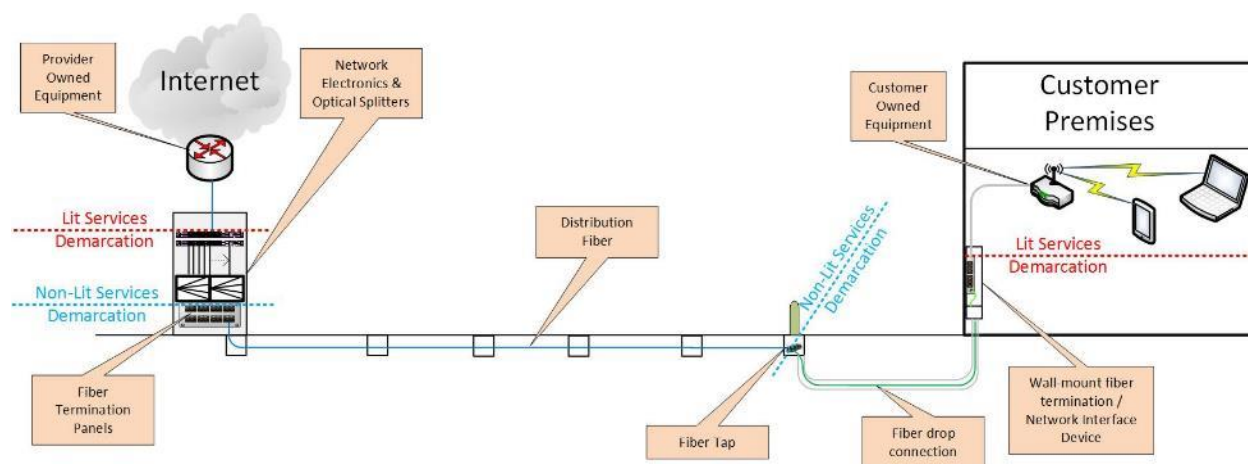 Provider
Owned
Equipment
Internet
Network
Electronics &
Optical Splitters
Customer
Owned
Equipment
Customer
Premises
Lit Services
Demarcation
Non-Lit Services
Demarcation
Distribution
Fiber
Non-Lit Services
Demarcation
Lit Services
Demarcation
Fiber
Termination
Panels
Fiber Tap
Fiber drop
connection
Wall-mount fiber
termination /
Network Interface
Device